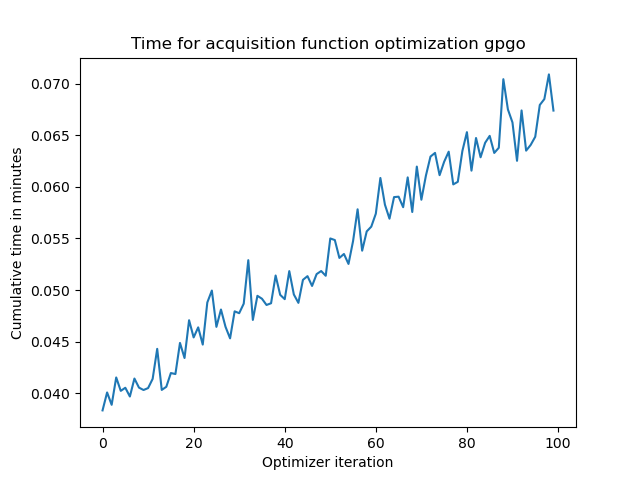 Time for acquisition function optimization gpgo
0.070
0.065
0.060
0.055
0.050
0.045
0.040
Cumulative time in minutes
0 20 40 60 80 100
Optimizer iteration